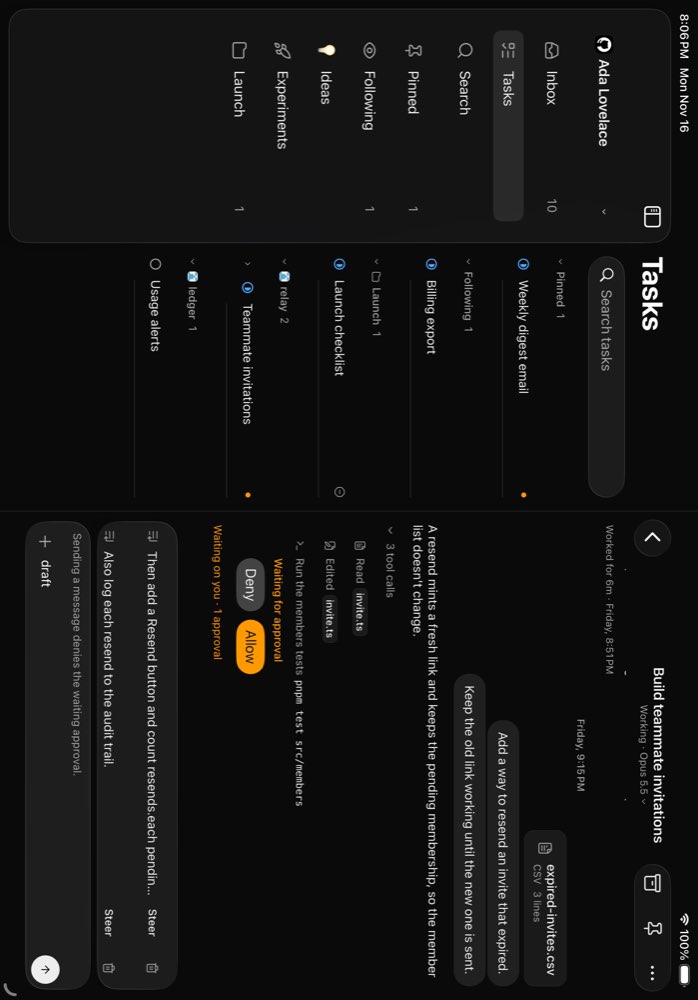 8:06 PM Mon Nov 16
100%
Ada Lovelace
Inbox 10
Tasks
Search
Pinned 1
Following 1
Ideas
Experiments
Launch 1
Tasks
Search tasks
Pinned 1
Weekly digest email
Following 1
Billing export
Launch 1
Launch checklist
relay 2
Teammate invitations
ledger 1
Usage alerts
Build teammate invitations
Working · Opus 5.5
Worked for 6m · Friday, 8:51 PM
Friday, 9:15 PM
expired-invites.csv
CSV 3 lines
Add a way to resend an invite that expired.
Keep the old link working until the new one is sent.
A resend mints a fresh link and keeps the pending membership, so the member
list doesn't change.
3 tool calls
Read invite.ts
Edited invite.ts
Run the members tests pnpm test src/members
Waiting for approval
Deny Allow
Waiting on you · 1 approval
Then add a Resend button and count resends.each pendin... Steer
Also log each resend to the audit trail. Steer
Sending a message denies the waiting approval.
draft